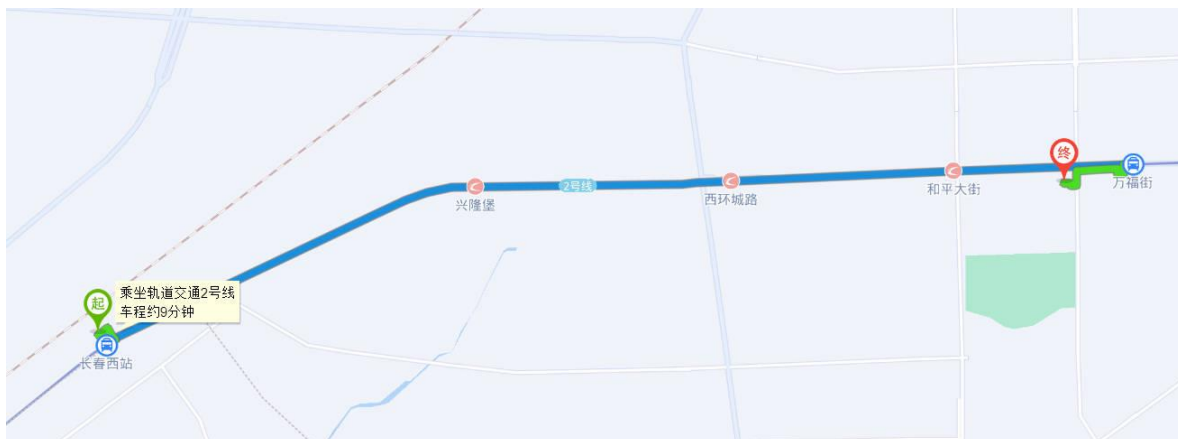 终
2号线
兴隆堡
西环城路
和平大街
万福街
起
乘坐轨道交通2号线
车程约9分钟
长春西站